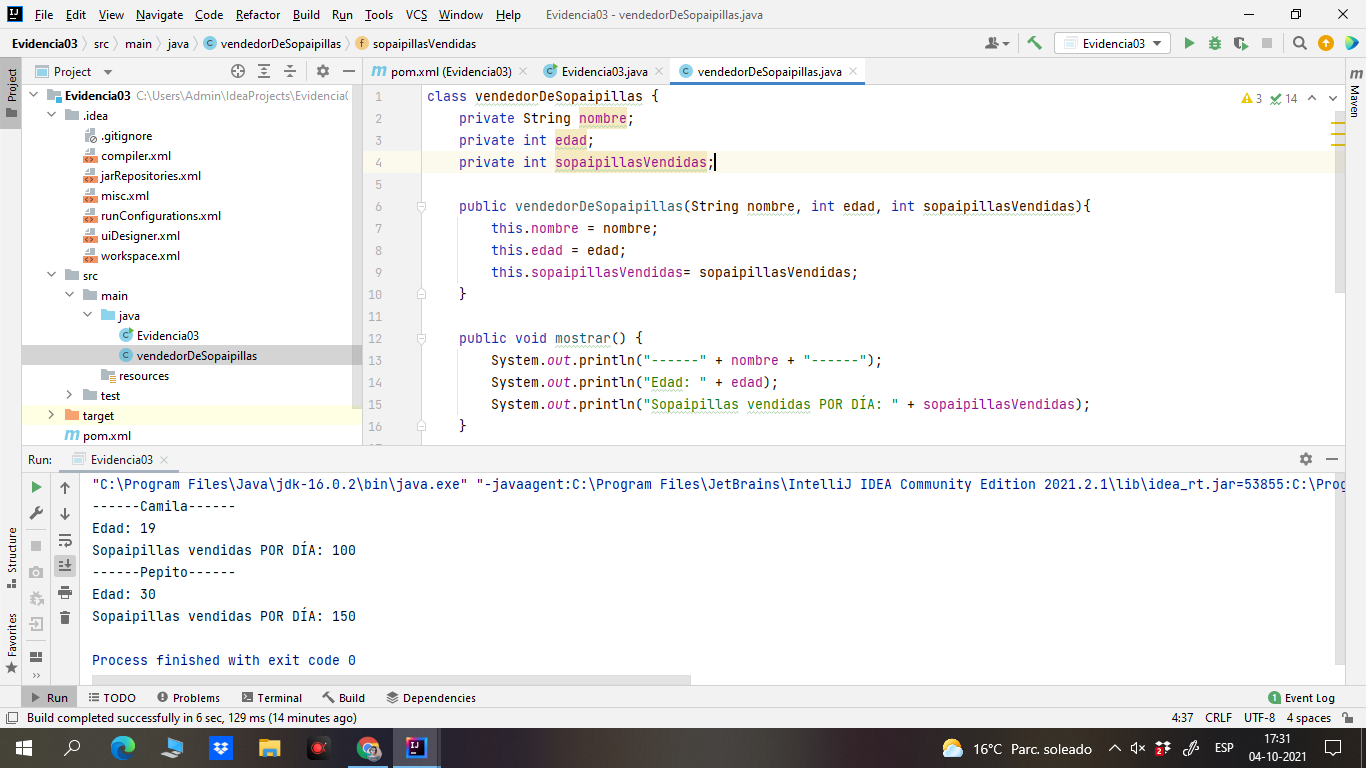 File Edit View Navigate Code Refactor Build Run Tools VCS Window Help Evidencia03 - vendedorDeSopaipillas.java
Evidencia03 src main java vendedorDeSopaipillas sopaipillasVendidas
Evidencia03
Project
Project
pom.xml (Evidencia03)
Evidencia03.java
vendedorDeSopaipillas.java
Maven
Evidencia03 C:\Users\Admin\IdeaProjects\Evidencia0
.idea
.gitignore
compiler.xml
jarRepositories.xml
misc.xml
runConfigurations.xml
uiDesigner.xml
workspace.xml
src
main
java
Evidencia03
vendedorDeSopaipillas
resources
test
target
pom.xml
3 14
1 class vendedorDeSopaipillas {
2 private String nombre;
3 private int edad;
4 private int sopaipillasVendidas;
5
6 public vendedorDeSopaipillas(String nombre, int edad, int sopaipillasVendidas){
7 this.nombre = nombre;
8 this.edad = edad;
9 this.sopaipillasVendidas= sopaipillasVendidas;
10 }
11
12 public void mostrar() {
13 System.out.println("------" + nombre + "------");
14 System.out.println("Edad: " + edad);
15 System.out.println("Sopaipillas vendidas POR DÍA: " + sopaipillasVendidas);
16 }
Run: Evidencia03
"C:\Program Files\Java\jdk-16.0.2\bin\java.exe" "-javaagent:C:\Program Files\JetBrains\IntelliJ IDEA Community Edition 2021.2.1\lib\idea_rt.jar=53855:C:\Prog
------Camila------
Edad: 19
Sopaipillas vendidas POR DÍA: 100
------Pepito------
Edad: 30
Sopaipillas vendidas POR DÍA: 150
Process finished with exit code 0
Structure
Favorites
Run TODO Problems Terminal Build Dependencies 1 Event Log
Build completed successfully in 6 sec, 129 ms (14 minutes ago) 4:37 CRLF UTF-8 4 spaces
16°C Parc. soleado ESP 17:31
04-10-2021